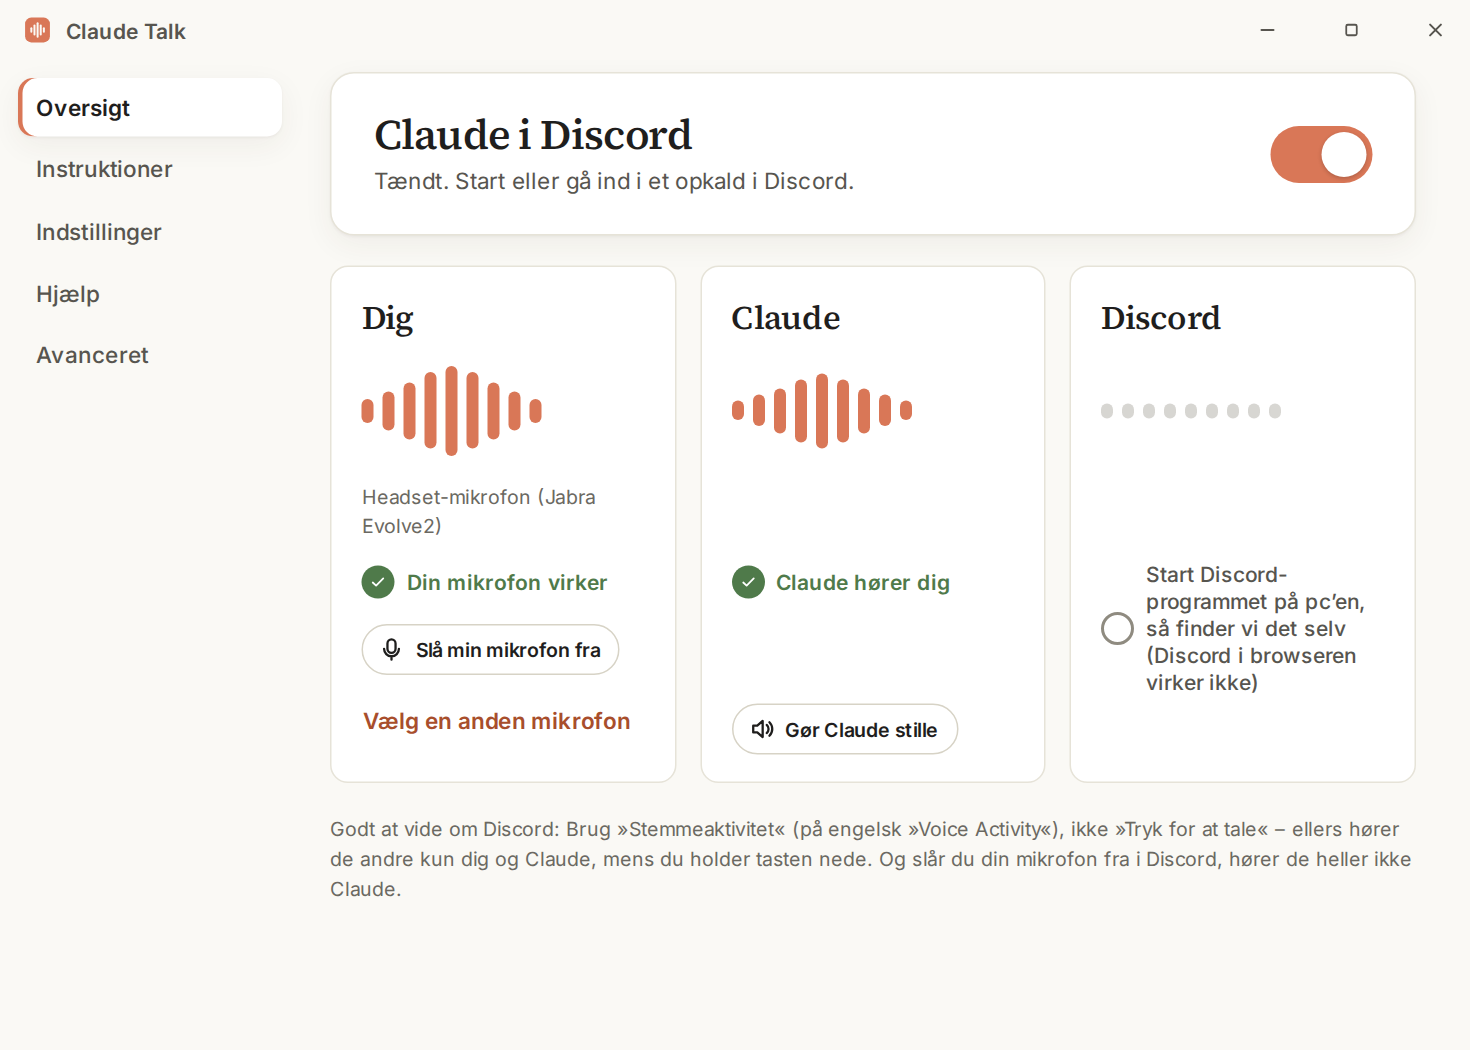 Claude Talk
Oversigt
Instruktioner
Indstillinger
Hjælp
Avanceret
Claude i Discord
Tændt. Start eller gå ind i et opkald i Discord.
Dig
Headset-mikrofon (Jabra
Evolve2)
Din mikrofon virker
Slå min mikrofon fra
Vælg en anden mikrofon
Claude
Claude hører dig
Gør Claude stille
Discord
Start Discord-
programmet på pc’en,
så finder vi det selv
(Discord i browseren
virker ikke)
Godt at vide om Discord: Brug »Stemmeaktivitet« (på engelsk »Voice Activity«), ikke »Tryk for at tale« – ellers hører
de andre kun dig og Claude, mens du holder tasten nede. Og slår du din mikrofon fra i Discord, hører de heller ikke
Claude.